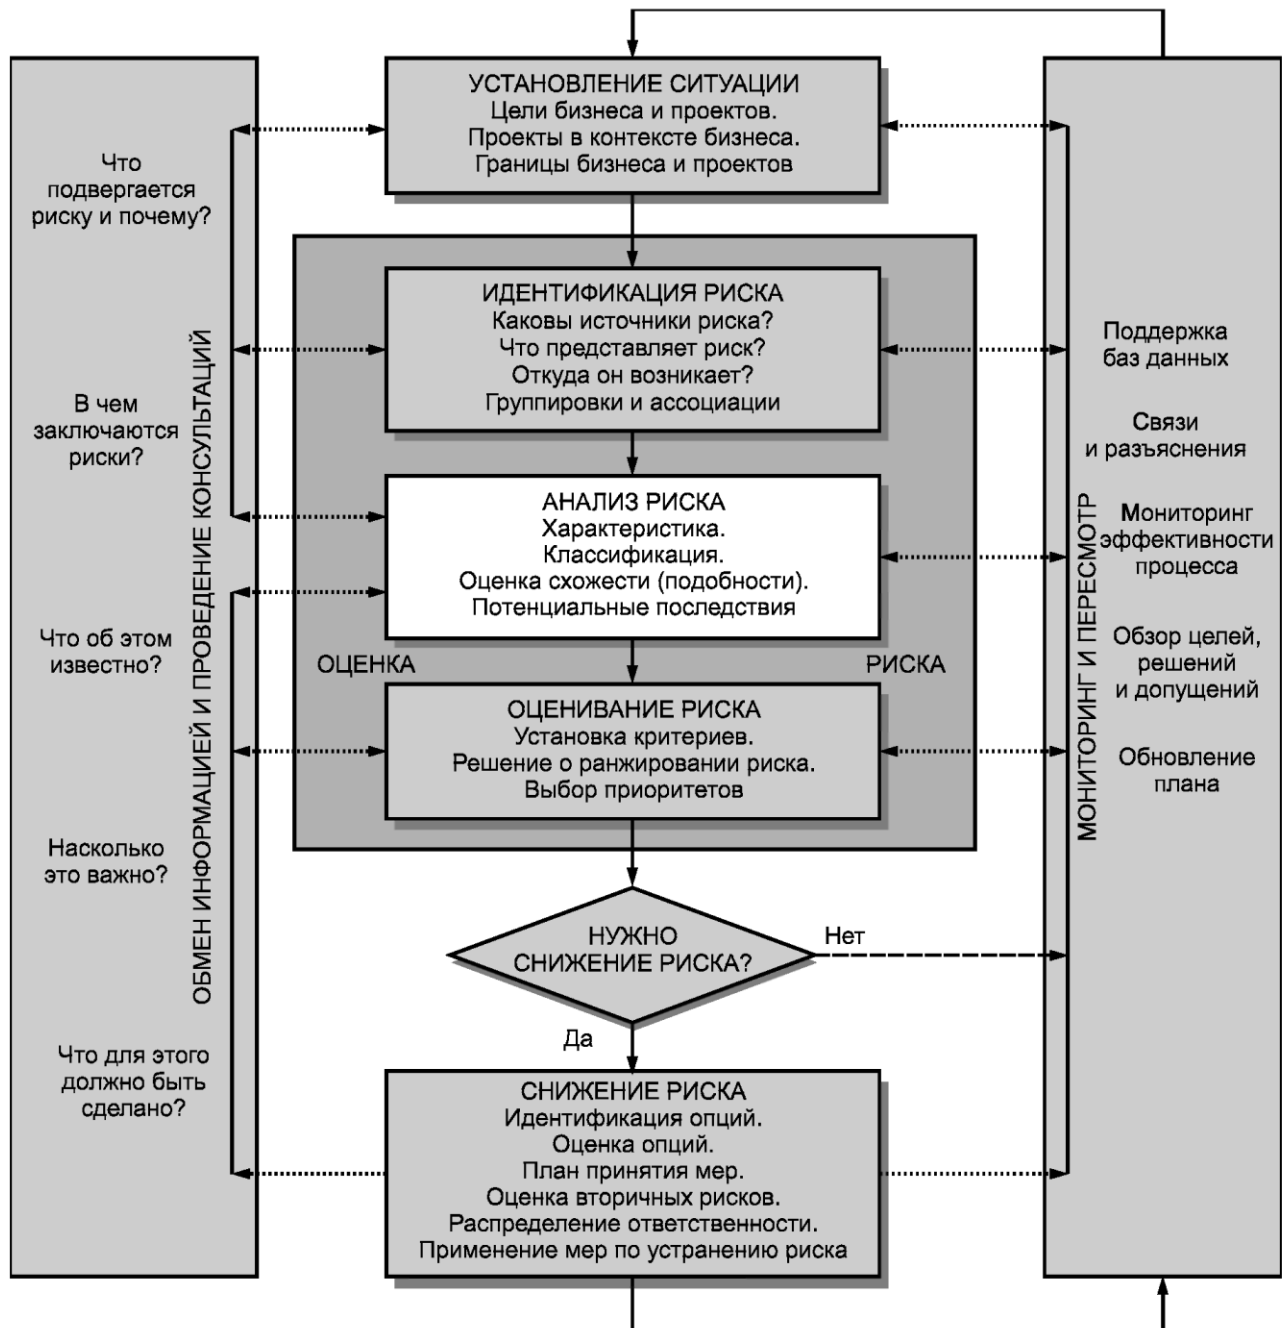 УСТАНОВЛЕНИЕ СИТУАЦИИ
Цели бизнеса и проектов.
Проекты в контексте бизнеса.
Границы бизнеса и проектов
Что
подвергается
риску и почему?
В чем
заключаются
риски?
Что об этом
известно?
Насколько
это важно?
Что для этого
должно быть
сделано?
ОБМЕН ИНФОРМАЦИЕЙ И ПРОВЕДЕНИЕ КОНСУЛЬТАЦИЙ
ИДЕНТИФИКАЦИЯ РИСКА
Каковы источники риска?
Что представляет риск?
Откуда он возникает?
Группировки и ассоциации
АНАЛИЗ РИСКА
Характеристика.
Классификация.
Оценка схожести (подобности).
Потенциальные последствия
ОЦЕНКА РИСКА
ОЦЕНИВАНИЕ РИСКА
Установка критериев.
Решение о ранжировании риска.
Выбор приоритетов
НУЖНО
СНИЖЕНИЕ РИСКА?
Нет
Да
СНИЖЕНИЕ РИСКА
Идентификация опций.
Оценка опций.
План принятия мер.
Оценка вторичных рисков.
Распределение ответственности.
Применение мер по устранению риска
МОНИТОРИНГ И ПЕРЕСМОТР
Поддержка
баз данных
Связи
и разъяснения
Мониторинг
эффективности
процесса
Обзор целей,
решений
и допущений
Обновление
плана